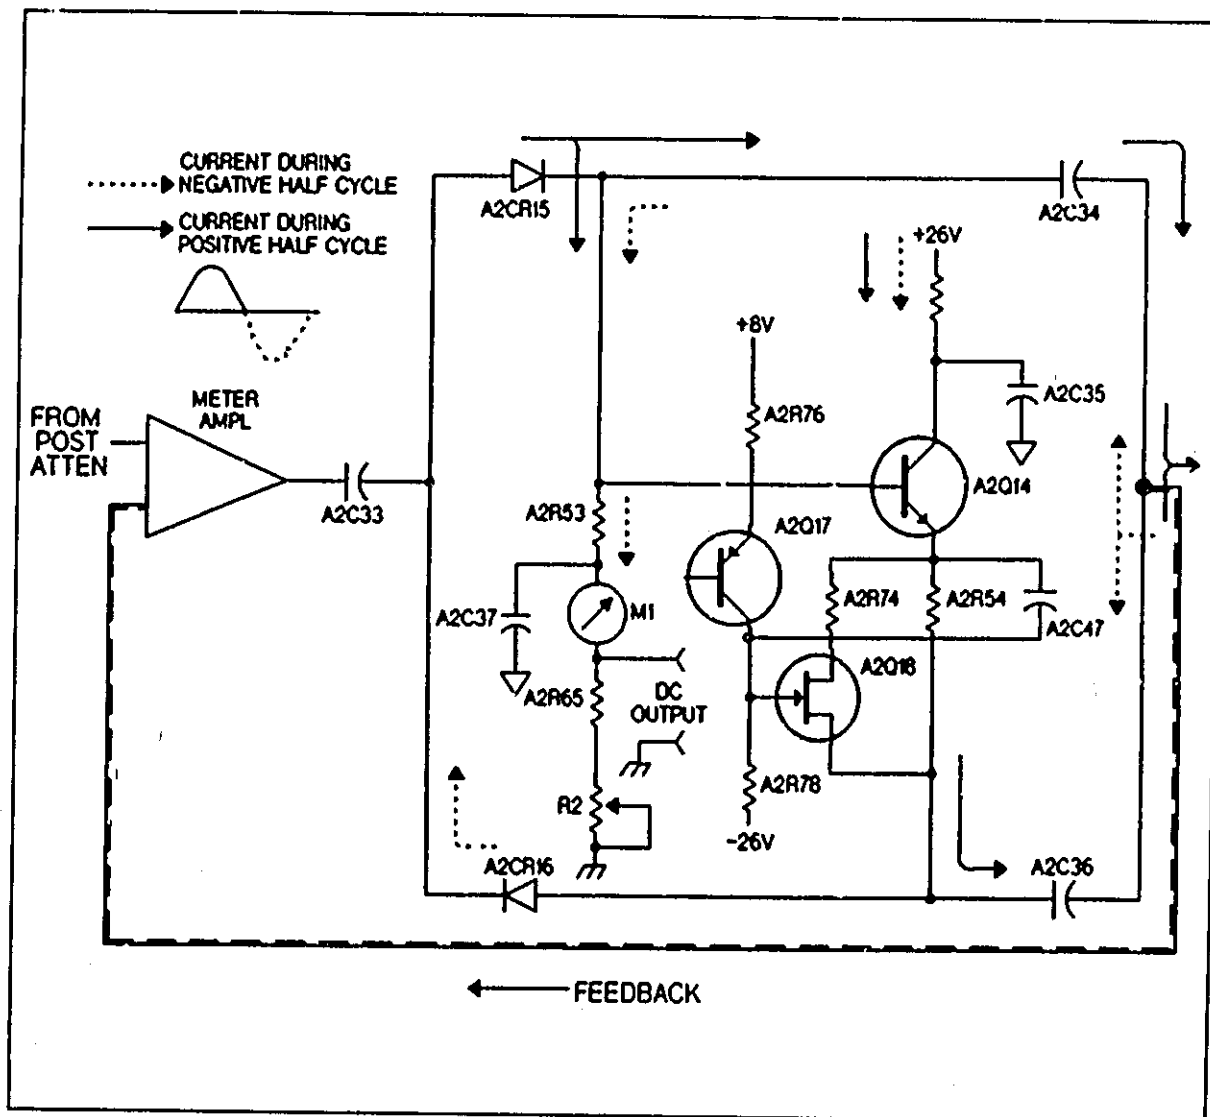 CURRENT DURING
NEGATIVE HALF CYCLE
CURRENT DURING
POSITIVE HALF CYCLE
A2CR15
A2C34
+26V
+8V
METER
AMPL
FROM
POST
ATTEN
A2C33
A2R76
A2C35
A2R53
A2Q17
A2Q14
A2C37
M1
A2R74
A2R54
A2C47
A2Q18
A2R65
DC
OUTPUT
R2
A2R78
-26V
A2CR16
A2C36
FEEDBACK